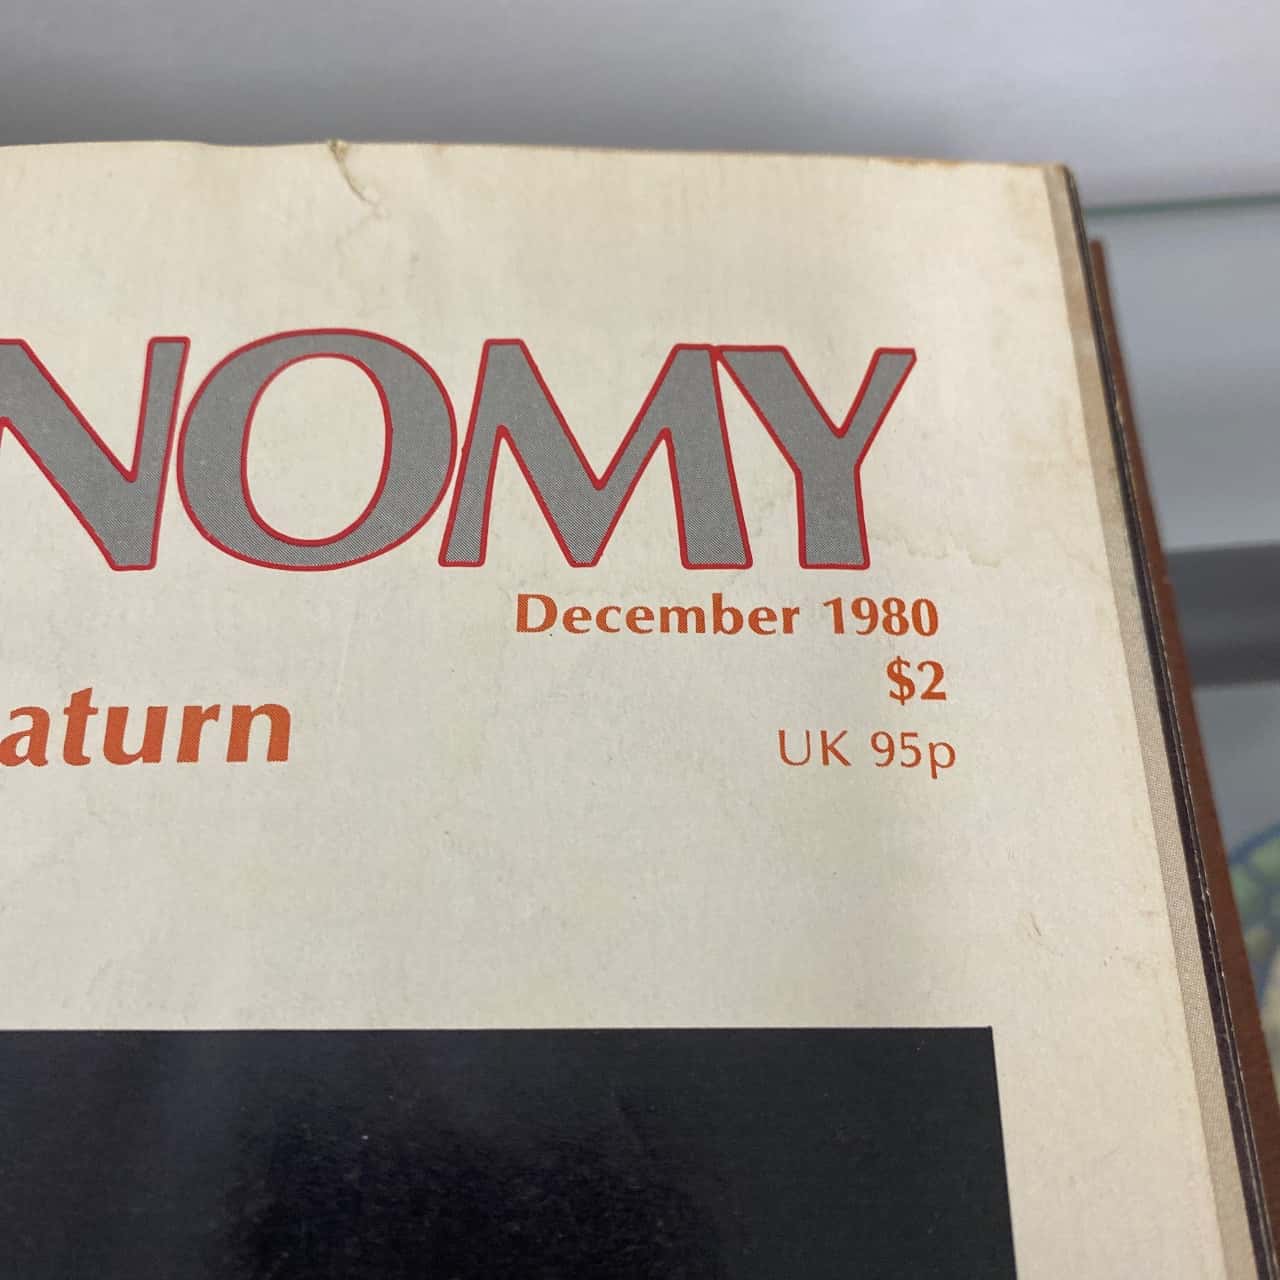 NOMY
December 1980
$2
aturn
UK 95p